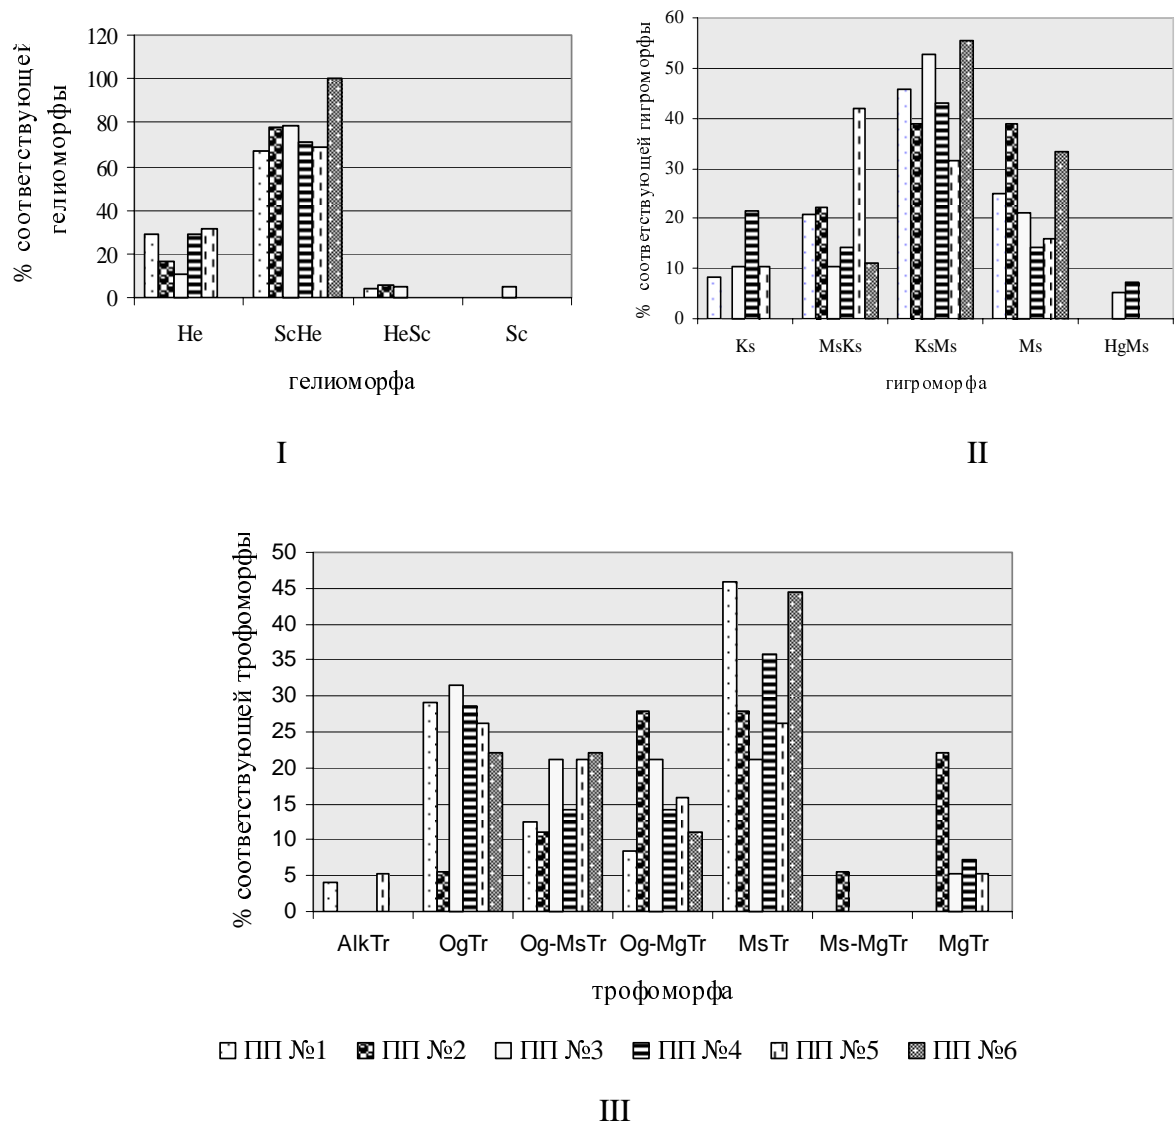 % соответствующей
гелиоморфы
120
100
80
60
40
20
0
He
ScHe
HeSc
Sc
гелиоморфа
I
% соответствующей гигроморфы
60
50
40
30
20
10
0
Ks
MsKs
KsMs
Ms
HgMs
гигроморфа
II
% соответствующей трофоморфы
50
45
40
35
30
25
20
15
10
5
0
AlkTr
OgTr
Og-MsTr
Og-MgTr
MsTr
Ms-MgTr
MgTr
трофоморфа
ПП №1 ПП №2 ПП №3 ПП №4 ПП №5 ПП №6
III